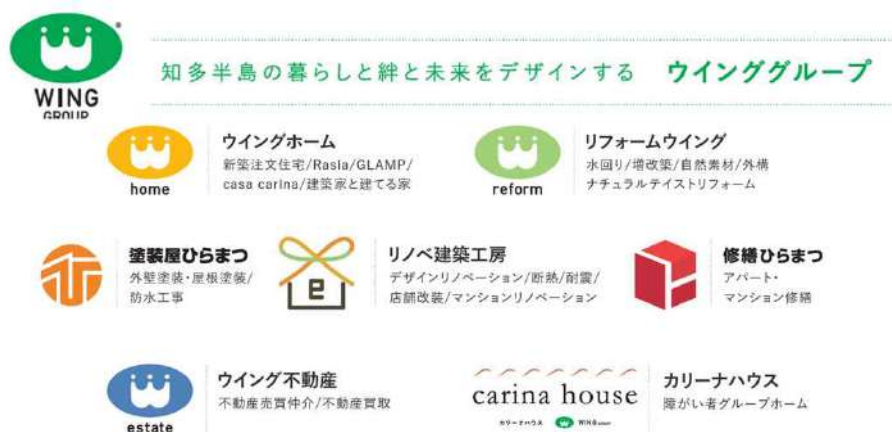 WING
GROUP
知多半島の暮らしと絆と未来をデザインする ウインググループ
home
ウイングホーム
新築注文住宅/Rasia/GLAMP/
casa carina/建築家と建てる家
reform
リフォームウイング
水回り/増改築/自然素材/外構
ナチュラルテイストリフォーム
塗装屋ひらまつ
外壁塗装・屋根塗装/
防水工事
e
リノベ建築工房
デザインリノベーション/断熱/耐震/
店舗改装/マンションリノベーション
修繕ひらまつ
アパート・
マンション修繕
estate
ウイング不動産
不動産売買仲介/不動産買取
carina house
カリーナハウス WING GROUP
カリーナハウス
障がい者グループホーム